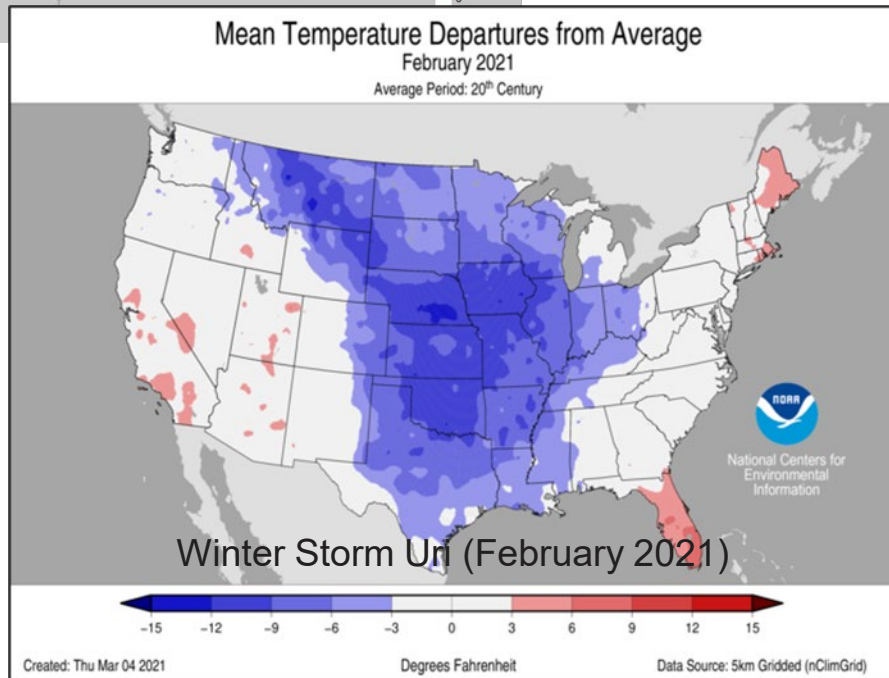 Mean Temperature Departures from Average
February 2021
Average Period: 20th Century
NOAA
National Centers for
Environmental
Information
Winter Storm Uri (February 2021)
−15 −12 −9 −6 −3 0 3 6 9 12 15
Created: Thu Mar 04 2021 Degrees Fahrenheit Data Source: 5km Gridded (nClimGrid)